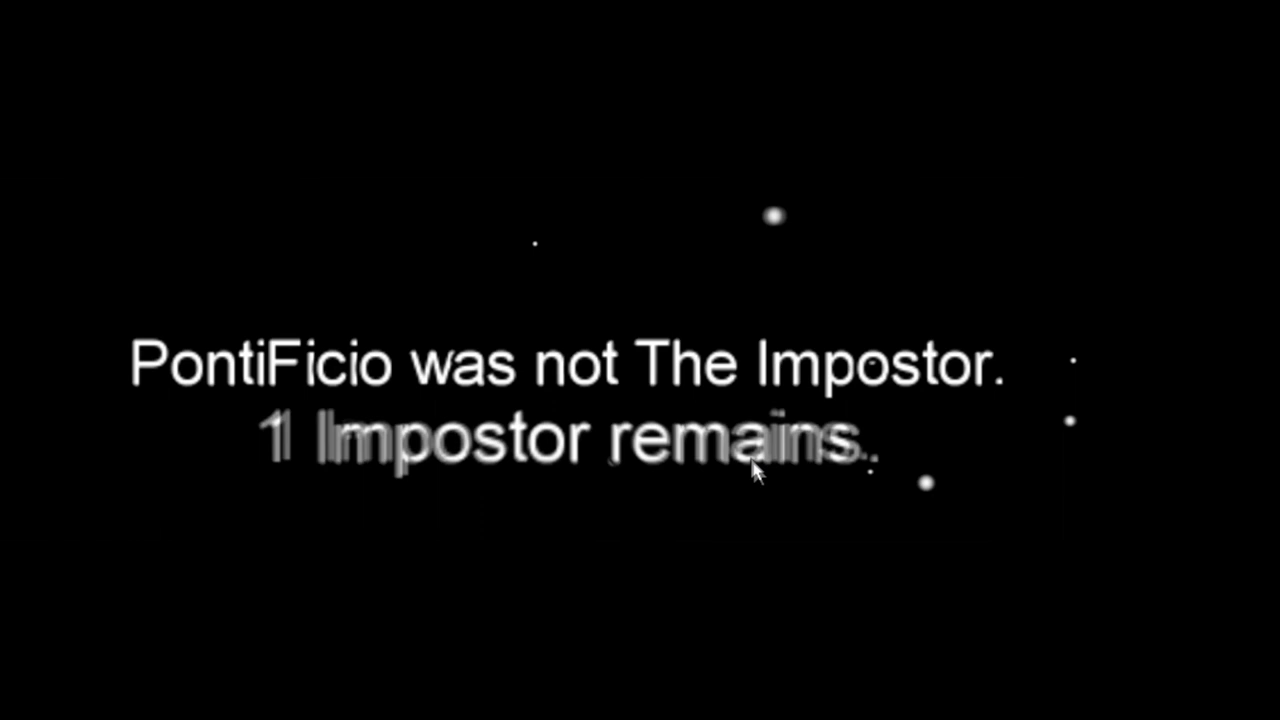 PontiFicio was not The Impostor.
1 Impostor remains.